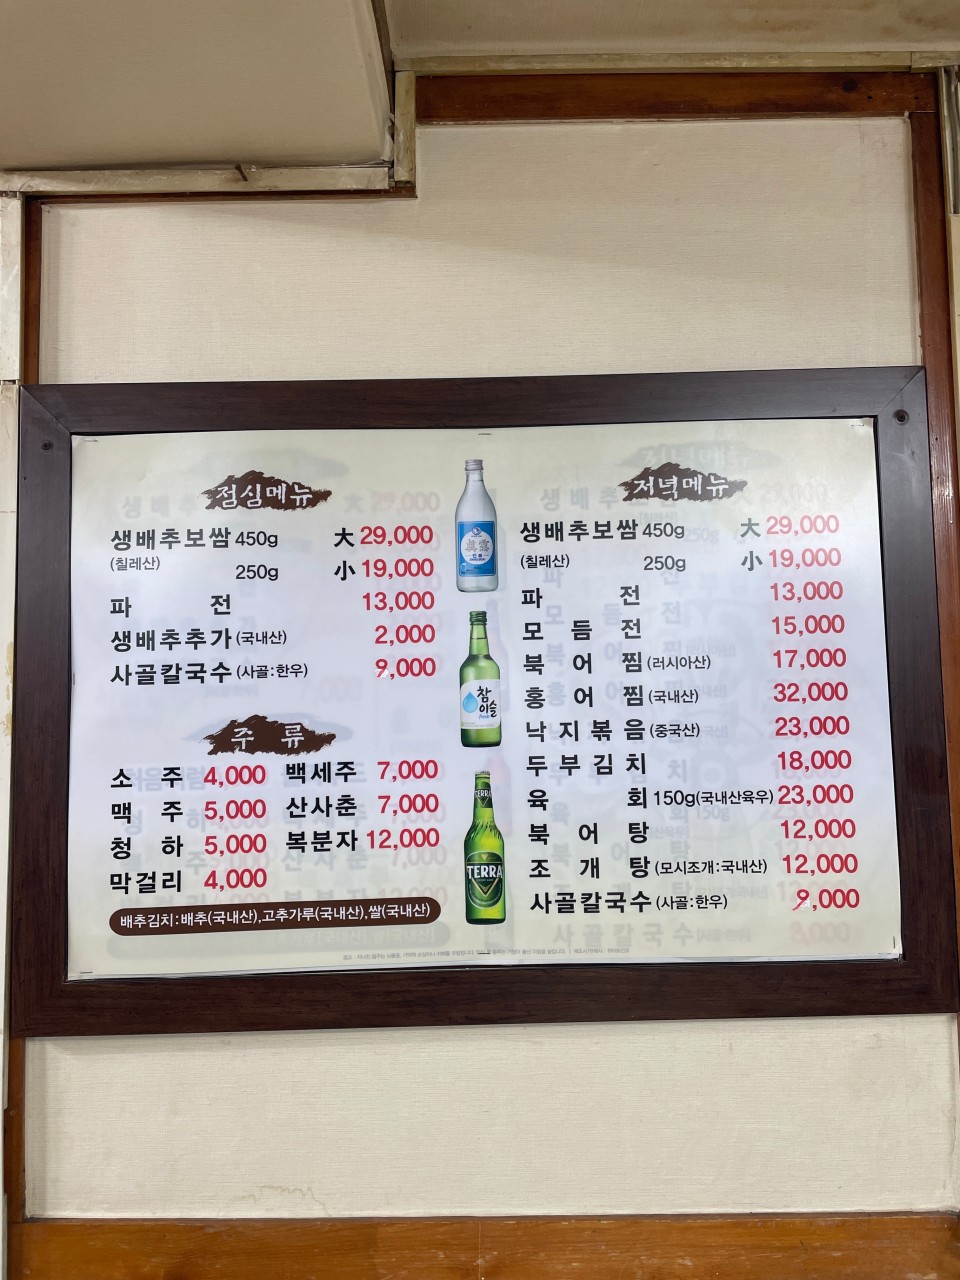 점심메뉴
생배추보쌈 450g 大 29,000
(칠레산) 250g 小 19,000
파 전 13,000
생배추추가 (국내산) 2,000
사골칼국수 (사골:한우) 9,000
주 류
소 주 4,000 백세주 7,000
맥 주 5,000 산사춘 7,000
청 하 5,000 복분자 12,000
막걸리 4,000
배추김치:배추(국내산),고추가루(국내산),쌀(국내산)
眞露
참이슬
fresh
TERRA
TERRA
저녁메뉴
생배추보쌈 450g 大 29,000
(칠레산) 250g 小 19,000
파 전 13,000
모 듬 전 15,000
북 어 찜 (러시아산) 17,000
홍 어 찜 (국내산) 32,000
낙 지 볶 음 (중국산) 23,000
두 부 김 치 18,000
육 회 150g(국내산육우) 23,000
북 어 탕 12,000
조 개 탕 (모시조개:국내산) 12,000
사골칼국수 (사골:한우) 9,000